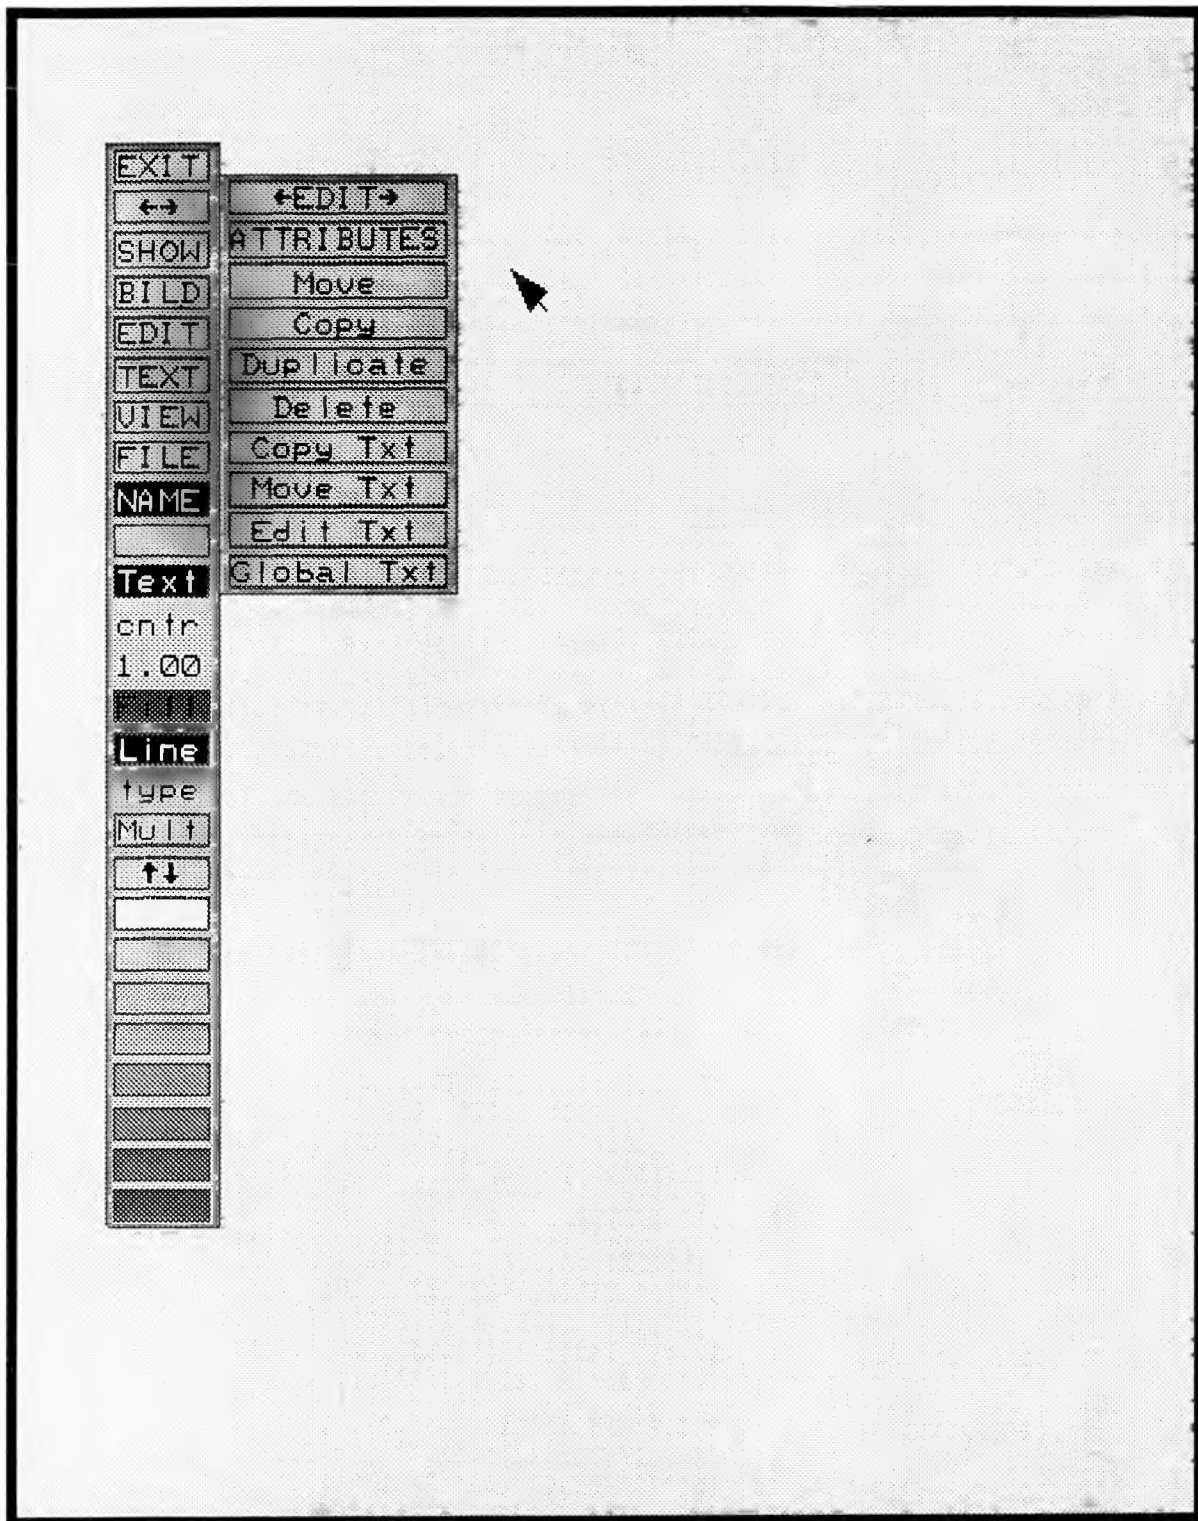 EXIT
←→
SHOW
BILD
EDIT
TEXT
VIEW
FILE
NAME
Text
cntr
1.00
Fill
Line
type
Mult
↑↓
←EDIT→
ATTRIBUTES
Move
Copy
Duplicate
Delete
Copy Txt
Move Txt
Edit Txt
Global Txt